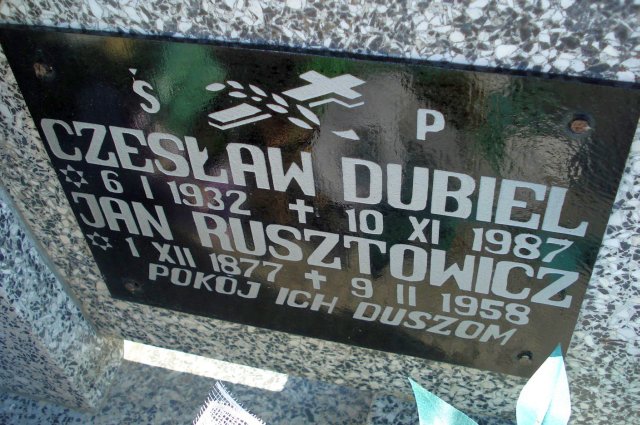 Ś P
CZESŁAW DUBIEL
✡ 6 I 1932 ✝ 10 XI 1987
JAN RUSZTOWICZ
✡ 1 XII 1877 ✝ 9 II 1958
POKÓJ ICH DUSZOM